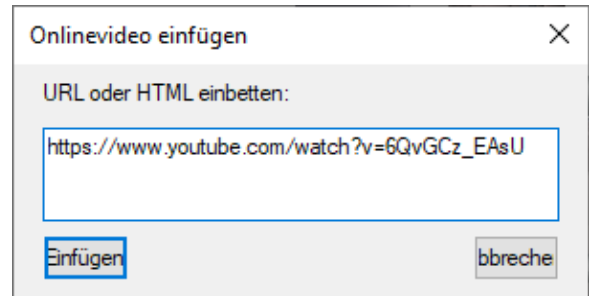 Onlinevideo einfügen
URL oder HTML einbetten:
https://www.youtube.com/watch?v=6QvGCz_EAsU
Einfügen
bbreche